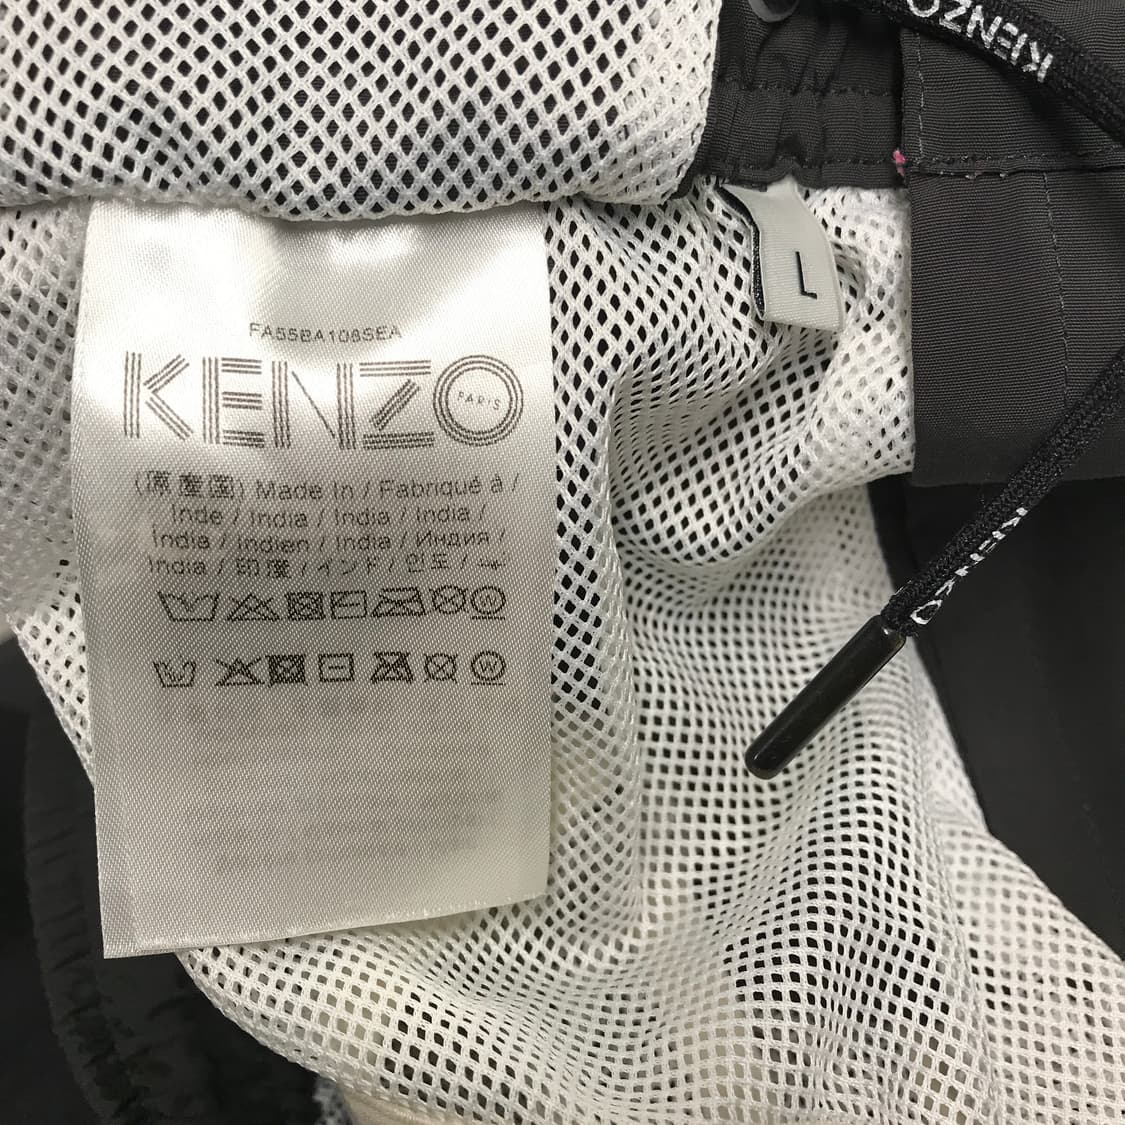 KENZO
L
FA55BA106SEA
KENZO
PARIS
(原産国) Made In / Fabriqué à /
Inde / India / India / India /
India / Indien / India / Индия /
India / 印度 / インド / 인도 /
W
KENZO